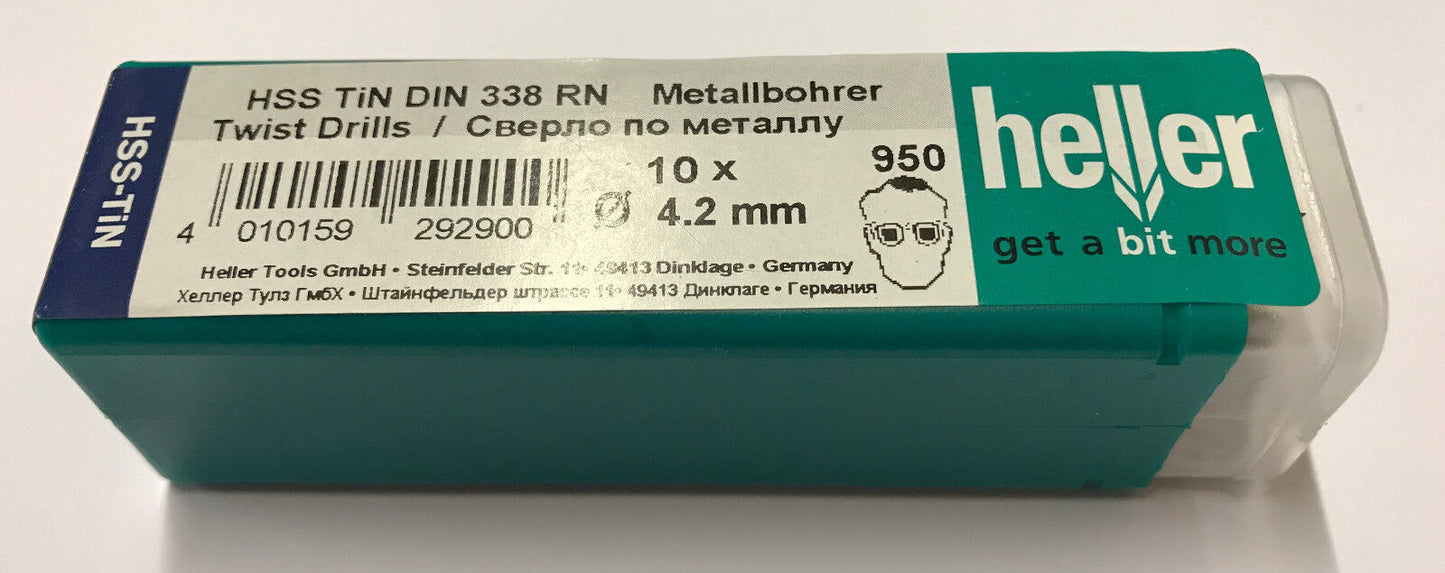 HSS-TiN
HSS TiN DIN 338 RN Metallbohrer
Twist Drills / Сверло по металлу
10 x
4.2 mm
950
4 010159 292900
Heller Tools GmbH • Steinfelder Str. 11• 49413 Dinklage • Germany
Хеллер Тулз ГмбХ • Штайнфельдер штрассе 11• 49413 Динклаге • Германия
heller
get a bit more